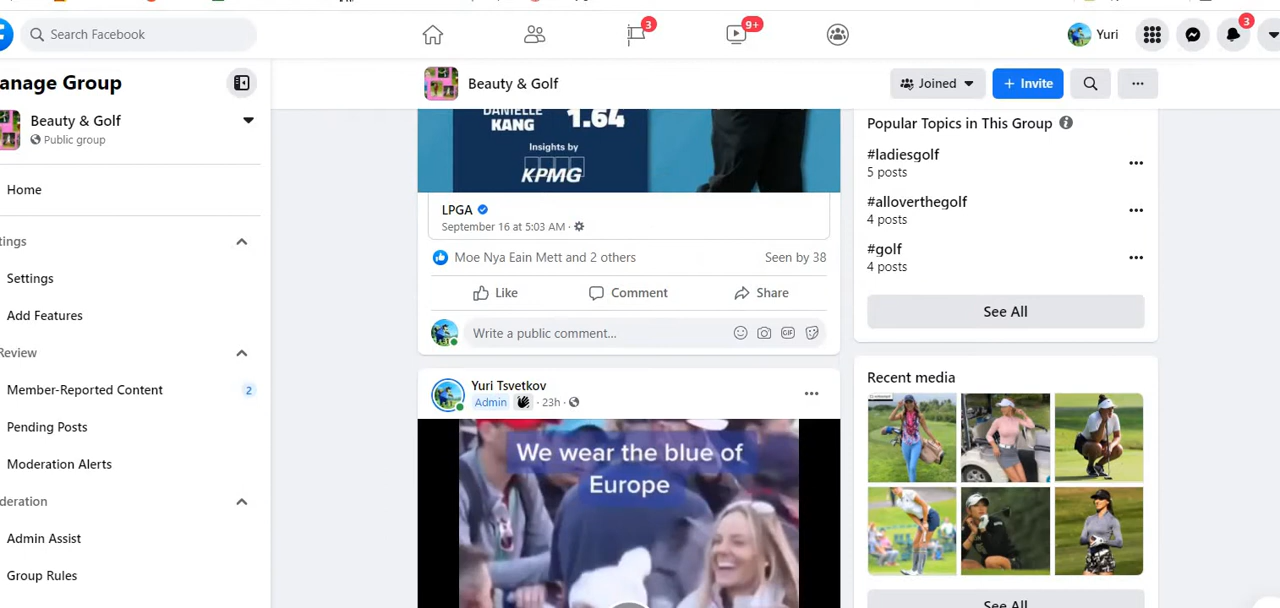 Search Facebook
3
9+
Yuri
3
anage Group
Beauty & Golf
Public group
Home
tings
Settings
Add Features
Review
Member-Reported Content
2
Pending Posts
Moderation Alerts
deration
Admin Assist
Group Rules
Beauty & Golf
Joined
+ Invite
DANIELLE
KANG
1.64
Insights by
KPMG
LPGA
September 16 at 5:03 AM ·
Moe Nya Eain Mett and 2 others
Seen by 38
Like
Comment
Share
Write a public comment...
GIF
Yuri Tsvetkov
Admin · 23h ·
We wear the blue of
Europe
Popular Topics in This Group
#ladiesgolf
5 posts
#alloverthegolf
4 posts
#golf
4 posts
See All
Recent media
See All